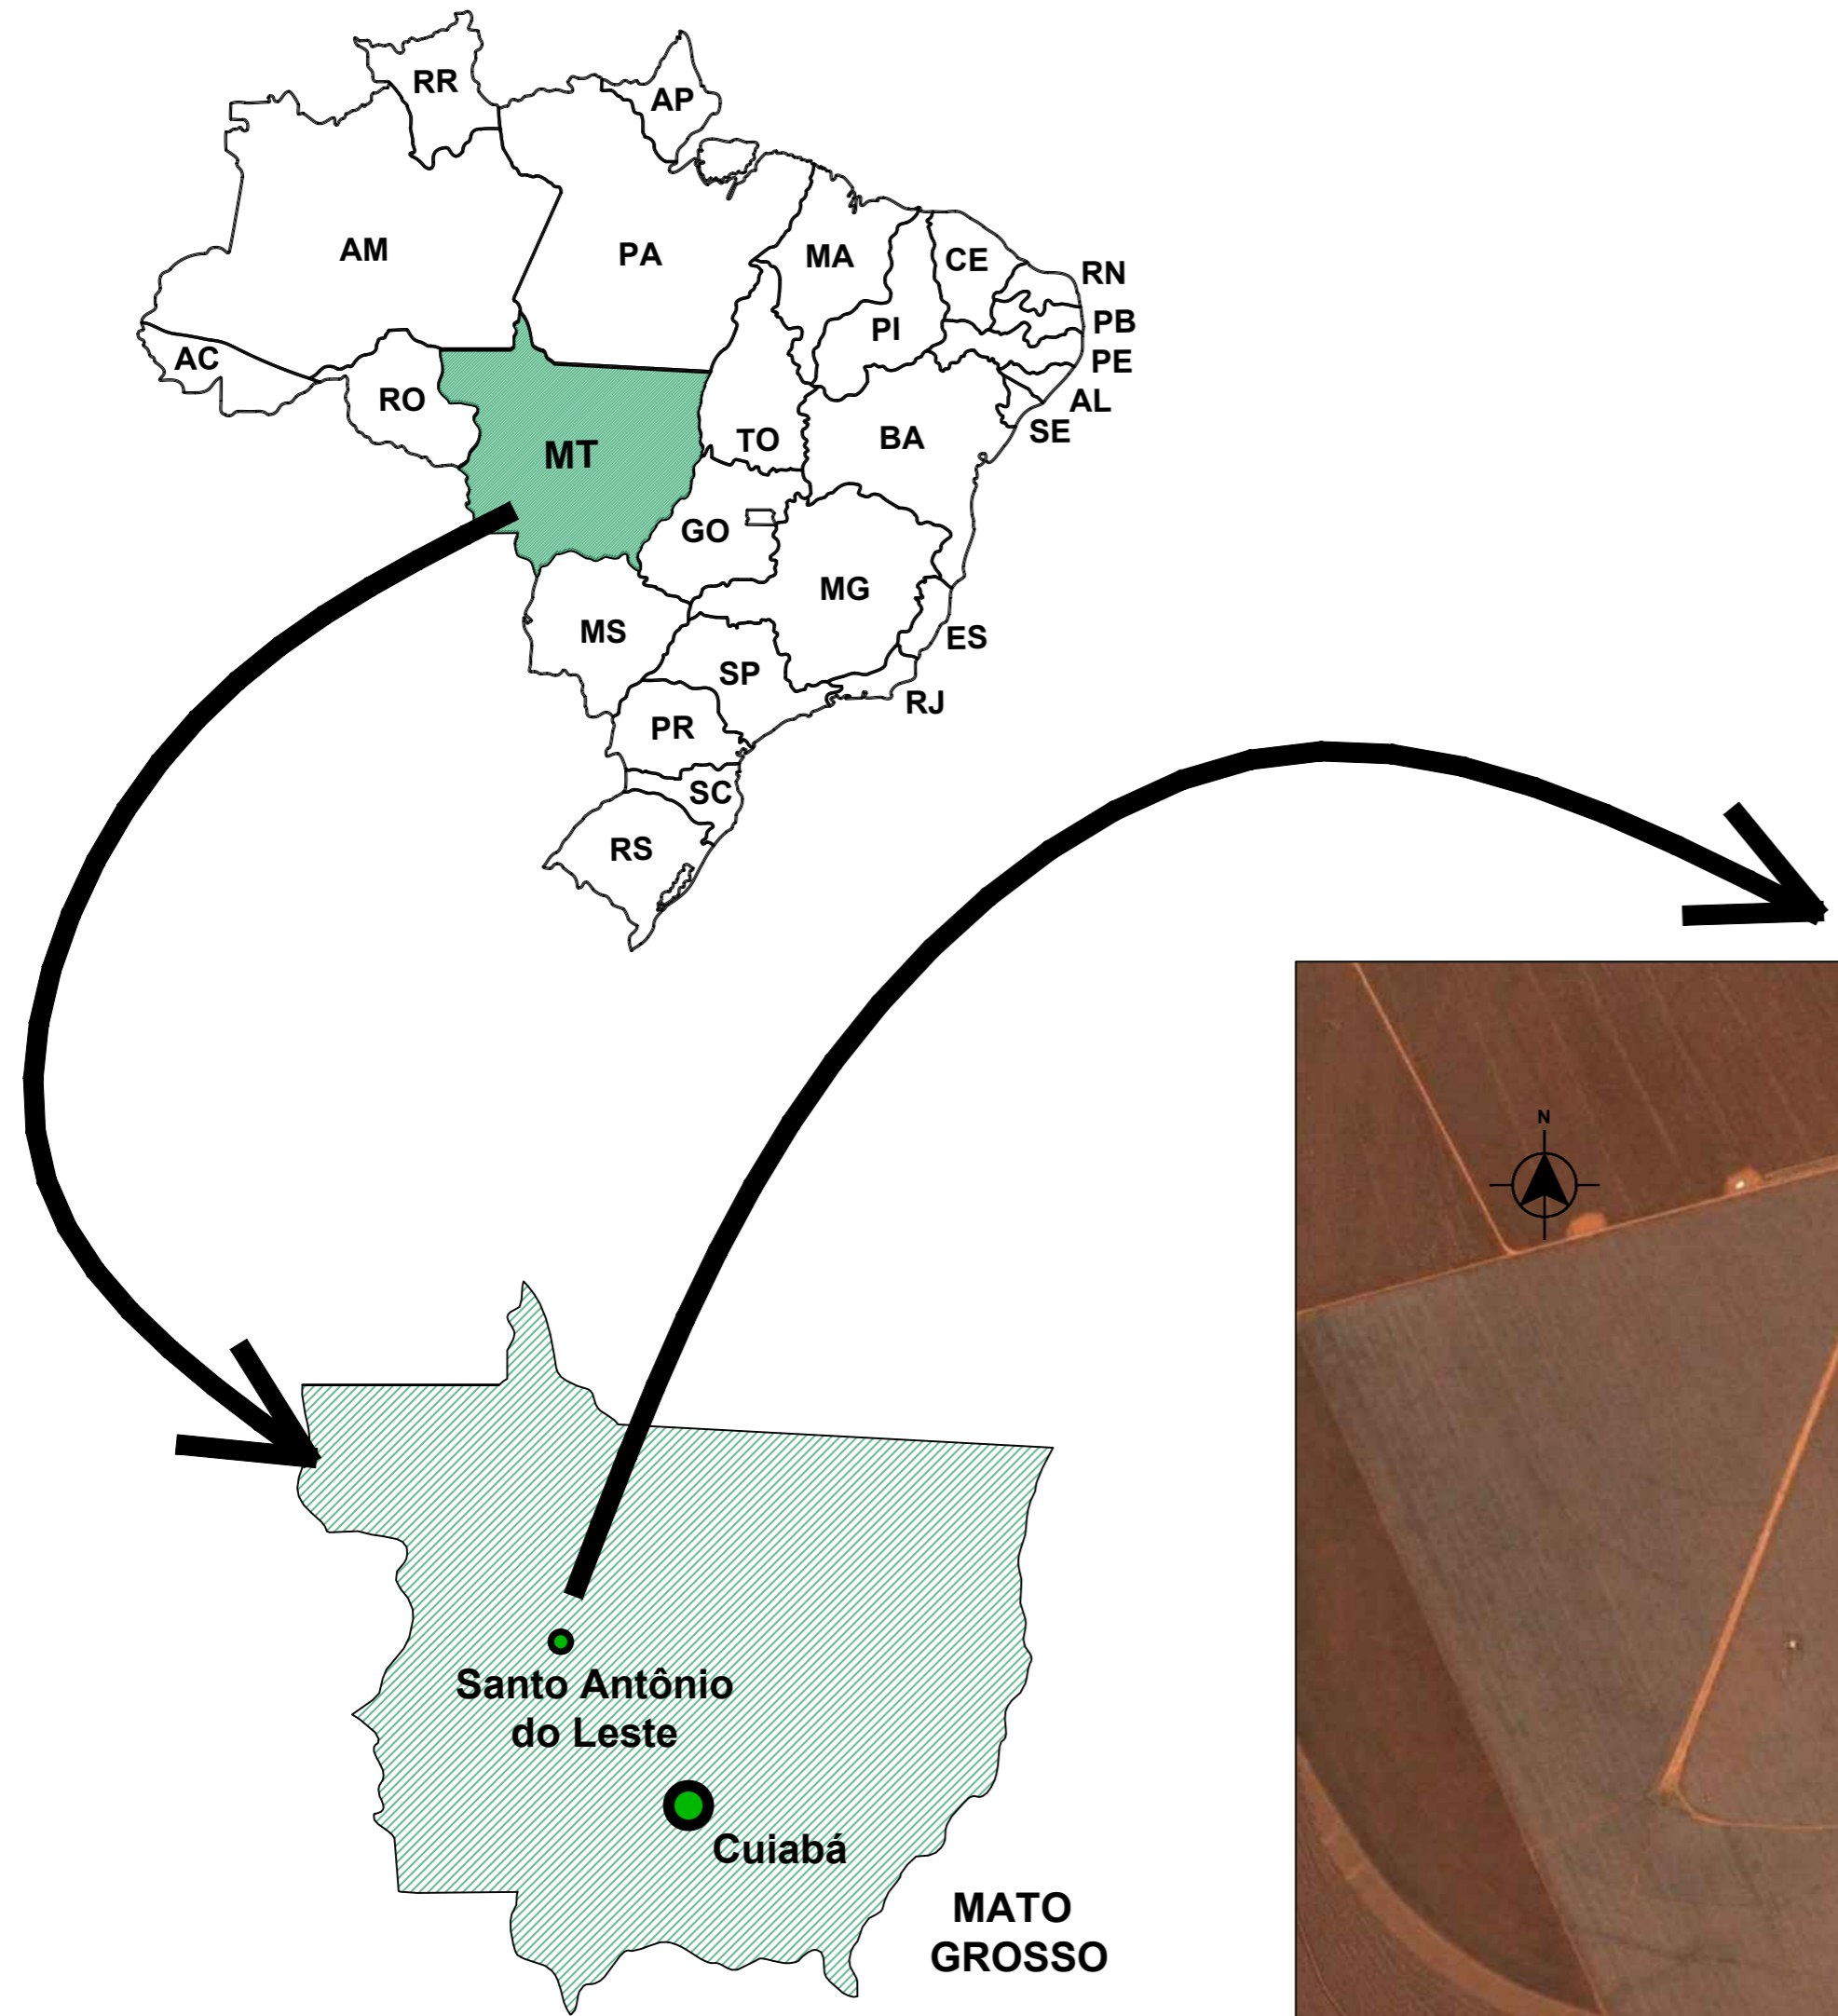 RR
AP
AM
PA
MA
CE
RN
PI
PB
AC
PE
RO
AL
TO
BA
SE
MT
GO
MG
MS
ES
SP
RJ
PR
SC
RS
N
Santo Antônio
do Leste
Cuiabá
MATO
GROSSO